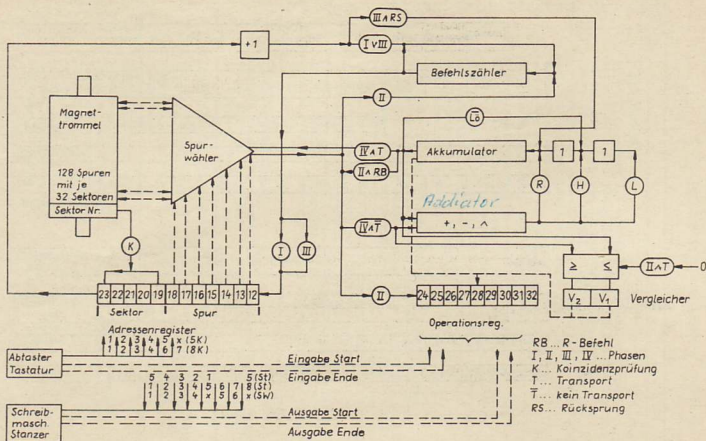 III ∧ RS
+1
I ∨ III
Befehlszähler
II
Magnet-
trommel
128 Spuren
mit je
32 Sektoren
Sektor Nr.
Spur-
wähler
Lö
IV ∧ T
II ∧ RB
Akkumulator
1
1
R
H
L
Addiator
IV ∧ T̅
+, -, ∧
K
I
III
≥ ≤
II ∧ T
0
V₂ V₁
Vergleicher
23 22 21 20 19 18 17 16 15 14 13 12
II
24 25 26 27 28 29 30 31 32
Sektor Spur
Adressenregister
Operationsreg.
1 2 3 4 5 x (5K)
1 2 3 4 6 7 (8K)
Abtaster
Tastatur
Eingabe Start
Eingabe Ende
5 4 3 2 1 5 (St)
1 2 3 4 5 6 7 8 (St)
1 2 3 4 x 5 6 x (SW)
Schreib-
masch.
Stanzer
Ausgabe Start
Ausgabe Ende
RB ... R-Befehl
I, II, III, IV ... Phasen
K ... Koinzidenzprüfung
T ... Transport
T̅ ... kein Transport
RS ... Rücksprung